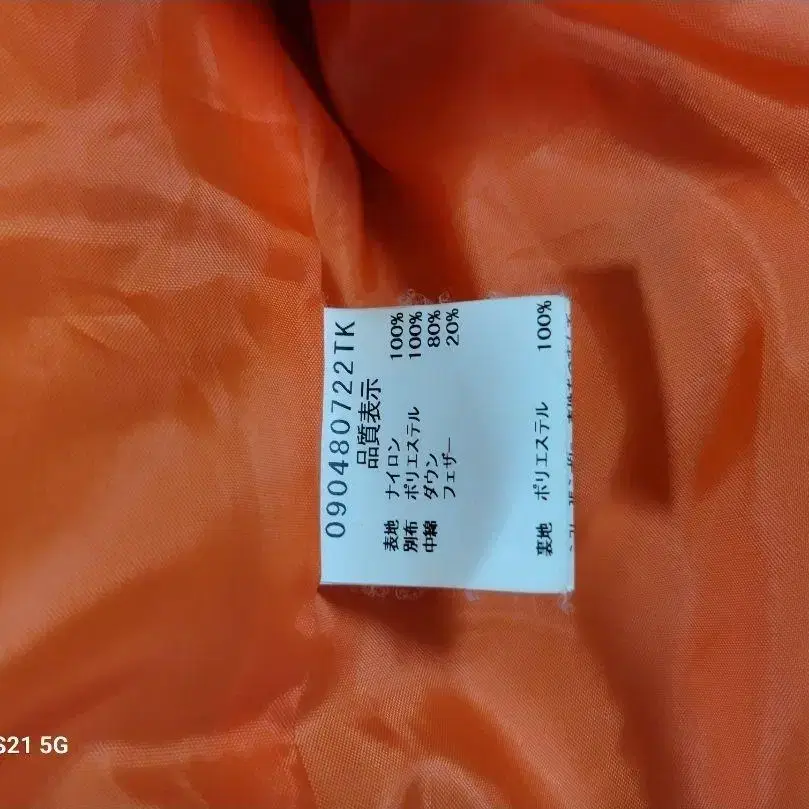 090480722TK
品質表示
表地 ナイロン 100%
別布 ポリエステル 100%
中綿 ダウン 80%
フェザー 20%
裏地 ポリエステル 100%
S21 5G